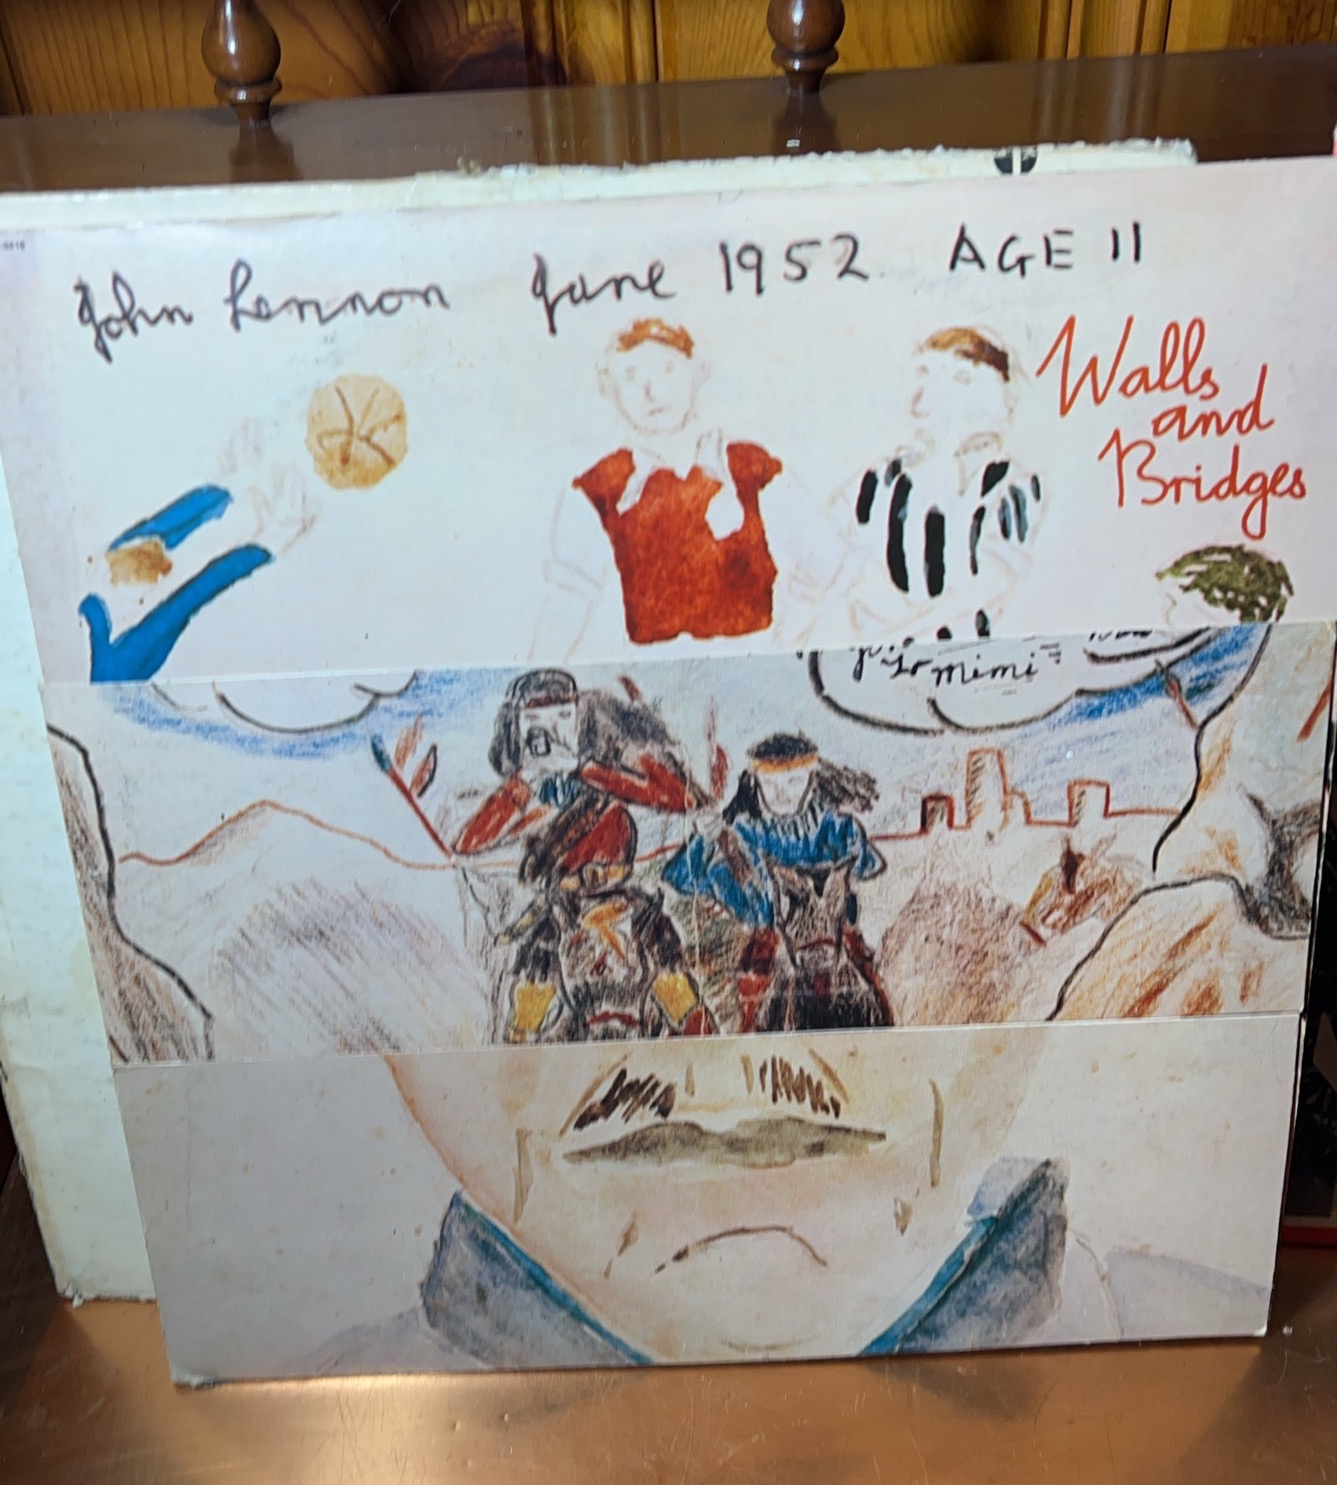 John Lennon June 1952 AGE 11
Walls
and
Bridges
mimi